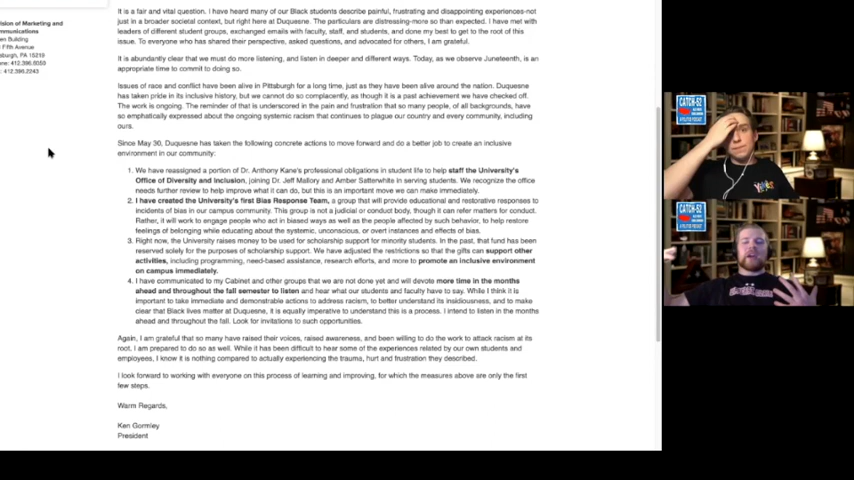 ision of Marketing and
mmunications
en Building
Fifth Avenue
sburgh, PA 15219
ne: 412.396.6050
x: 412.396.2243
It is a fair and vital question. I have heard many of our Black students describe painful, frustrating and disappointing experiences-not
just in a broader societal context, but right here at Duquesne. The particulars are distressing-more so than expected. I have met with
leaders of different student groups, exchanged emails with faculty, staff, and students, and done my best to get to the root of this
issue. To everyone who has shared their perspective, asked questions, and advocated for others, I am grateful.
It is abundantly clear that we must do more listening, and listen in deeper and different ways. Today, as we observe Juneteenth, is an
appropriate time to commit to doing so.
Issues of race and conflict have been alive in Pittsburgh for a long time, just as they have been alive around the nation. Duquesne
has taken pride in its inclusive history, but we cannot do so complacently, as though it is a past achievement we have checked off.
The work is ongoing. The reminder of that is underscored in the pain and frustration that so many people, of all backgrounds, have
so emphatically expressed about the ongoing systemic racism that continues to plague our country and every community, including
ours.
Since May 30, Duquesne has taken the following concrete actions to move forward and do a better job to create an inclusive
environment in our community:
1. We have reassigned a portion of Dr. Anthony Kane's professional obligations in student life to help staff the University's
Office of Diversity and Inclusion, joining Dr. Jeff Mallory and Amber Satterwhite in serving students. We recognize the office
needs further review to help improve what it can do, but this is an important move we can make immediately.
2. I have created the University's first Bias Response Team, a group that will provide educational and restorative responses to
incidents of bias in our campus community. This group is not a judicial or conduct body, though it can refer matters for conduct.
Rather, it will work to engage people who act in biased ways as well as the people affected by such behavior, to help restore
feelings of belonging while educating about the systemic, unconscious, or overt instances and effects of bias.
3. Right now, the University raises money to be used for scholarship support for minority students. In the past, that fund has been
reserved solely for the purposes of scholarship support. We have adjusted the restrictions so that the gifts can support other
activities, including programming, need-based assistance, research efforts, and more to promote an inclusive environment
on campus immediately.
4. I have communicated to my Cabinet and other groups that we are not done yet and will devote more time in the months
ahead and throughout the fall semester to listen and hear what our students and faculty have to say. While I think it is
important to take immediate and demonstrable actions to address racism, to better understand its insidiousness, and to make
clear that Black lives matter at Duquesne, it is equally imperative to understand this is a process. I intend to listen in the months
ahead and throughout the fall. Look for invitations to such opportunities.
Again, I am grateful that so many have raised their voices, raised awareness, and been willing to do the work to attack racism at its
root. I am prepared to do so as well. While it has been difficult to hear some of the experiences related by our own students and
employees, I know it is nothing compared to actually experiencing the trauma, hurt and frustration they described.
I look forward to working with everyone on this process of learning and improving, for which the measures above are only the first
few steps.
Warm Regards,
Ken Gormley
President
CATCH-52
CATCH-52